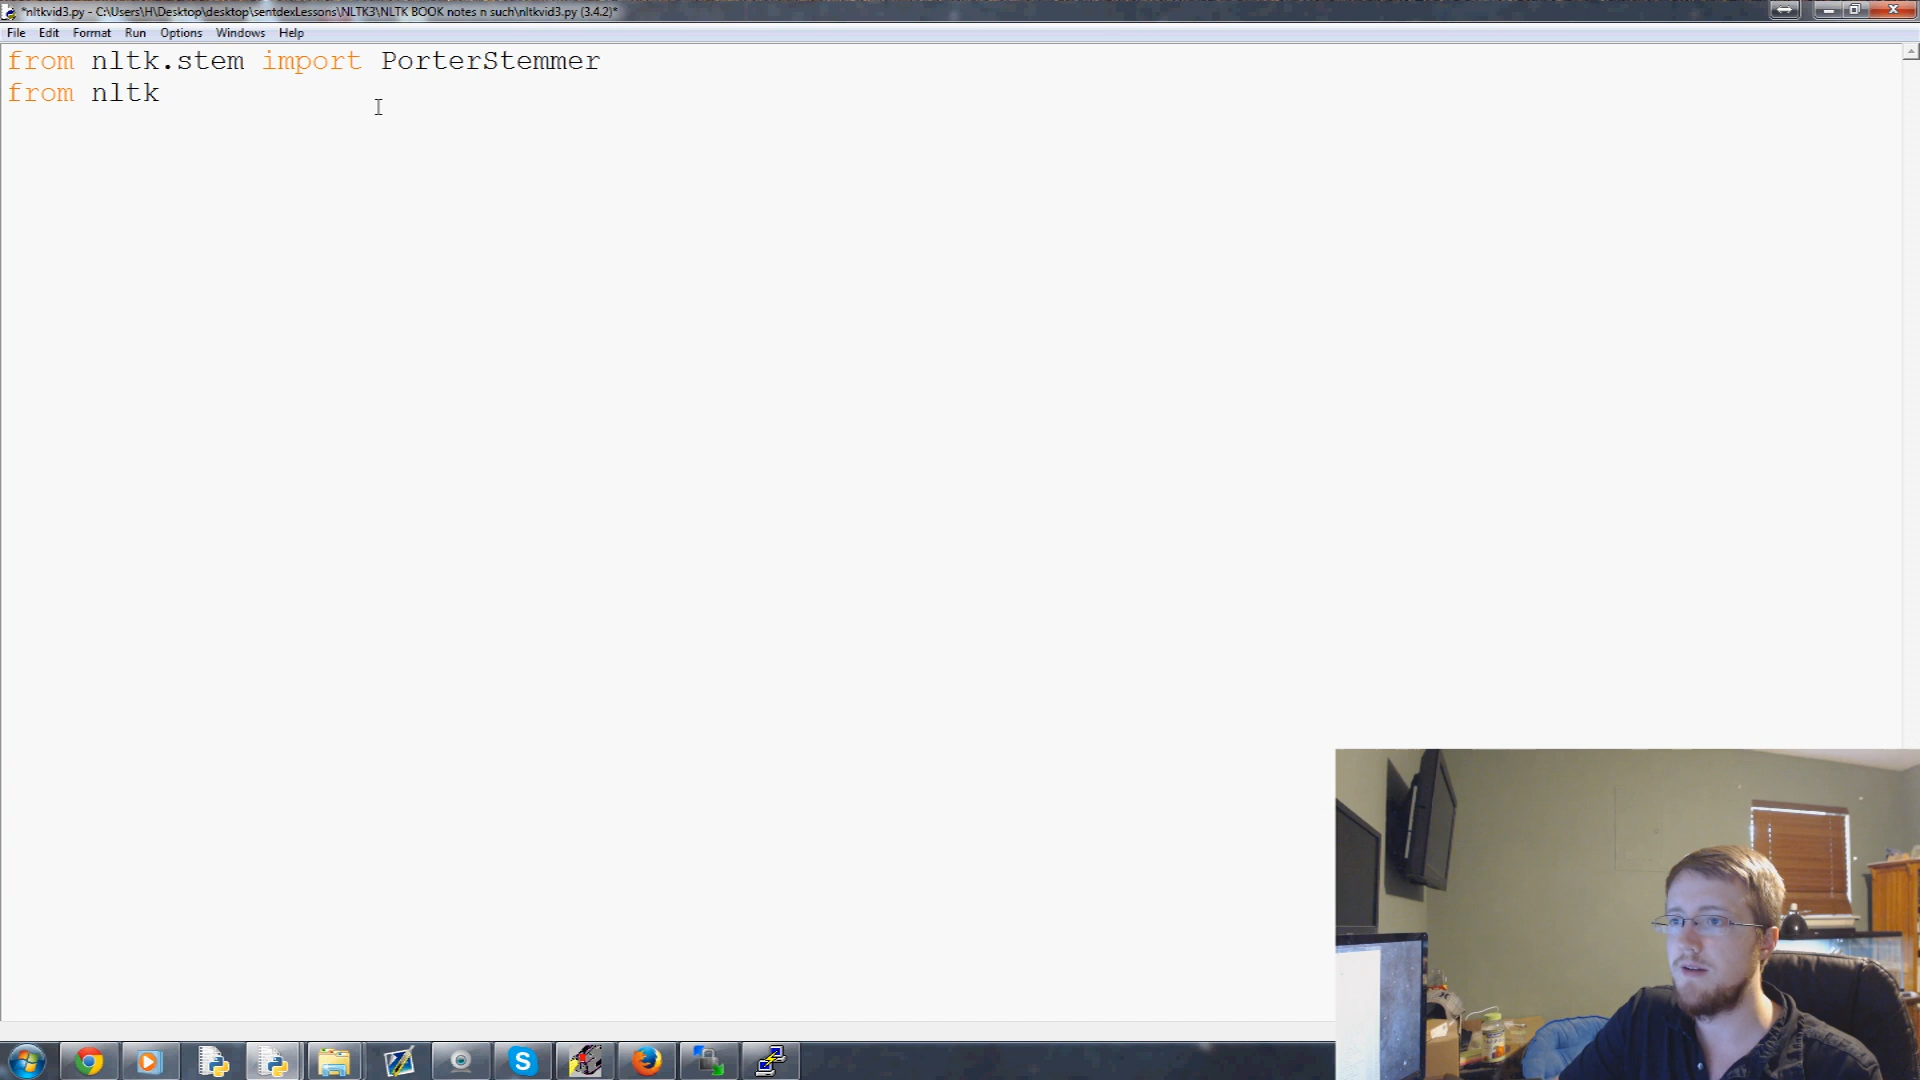 *nltkvid3.py - C:\Users\H\Desktop\desktop\sentdexLessons\NLTK3\NLTK BOOK notes n such\nltkvid3.py (3.4.2)*
File Edit Format Run Options Windows Help
from nltk.stem import PorterStemmer
from nltk